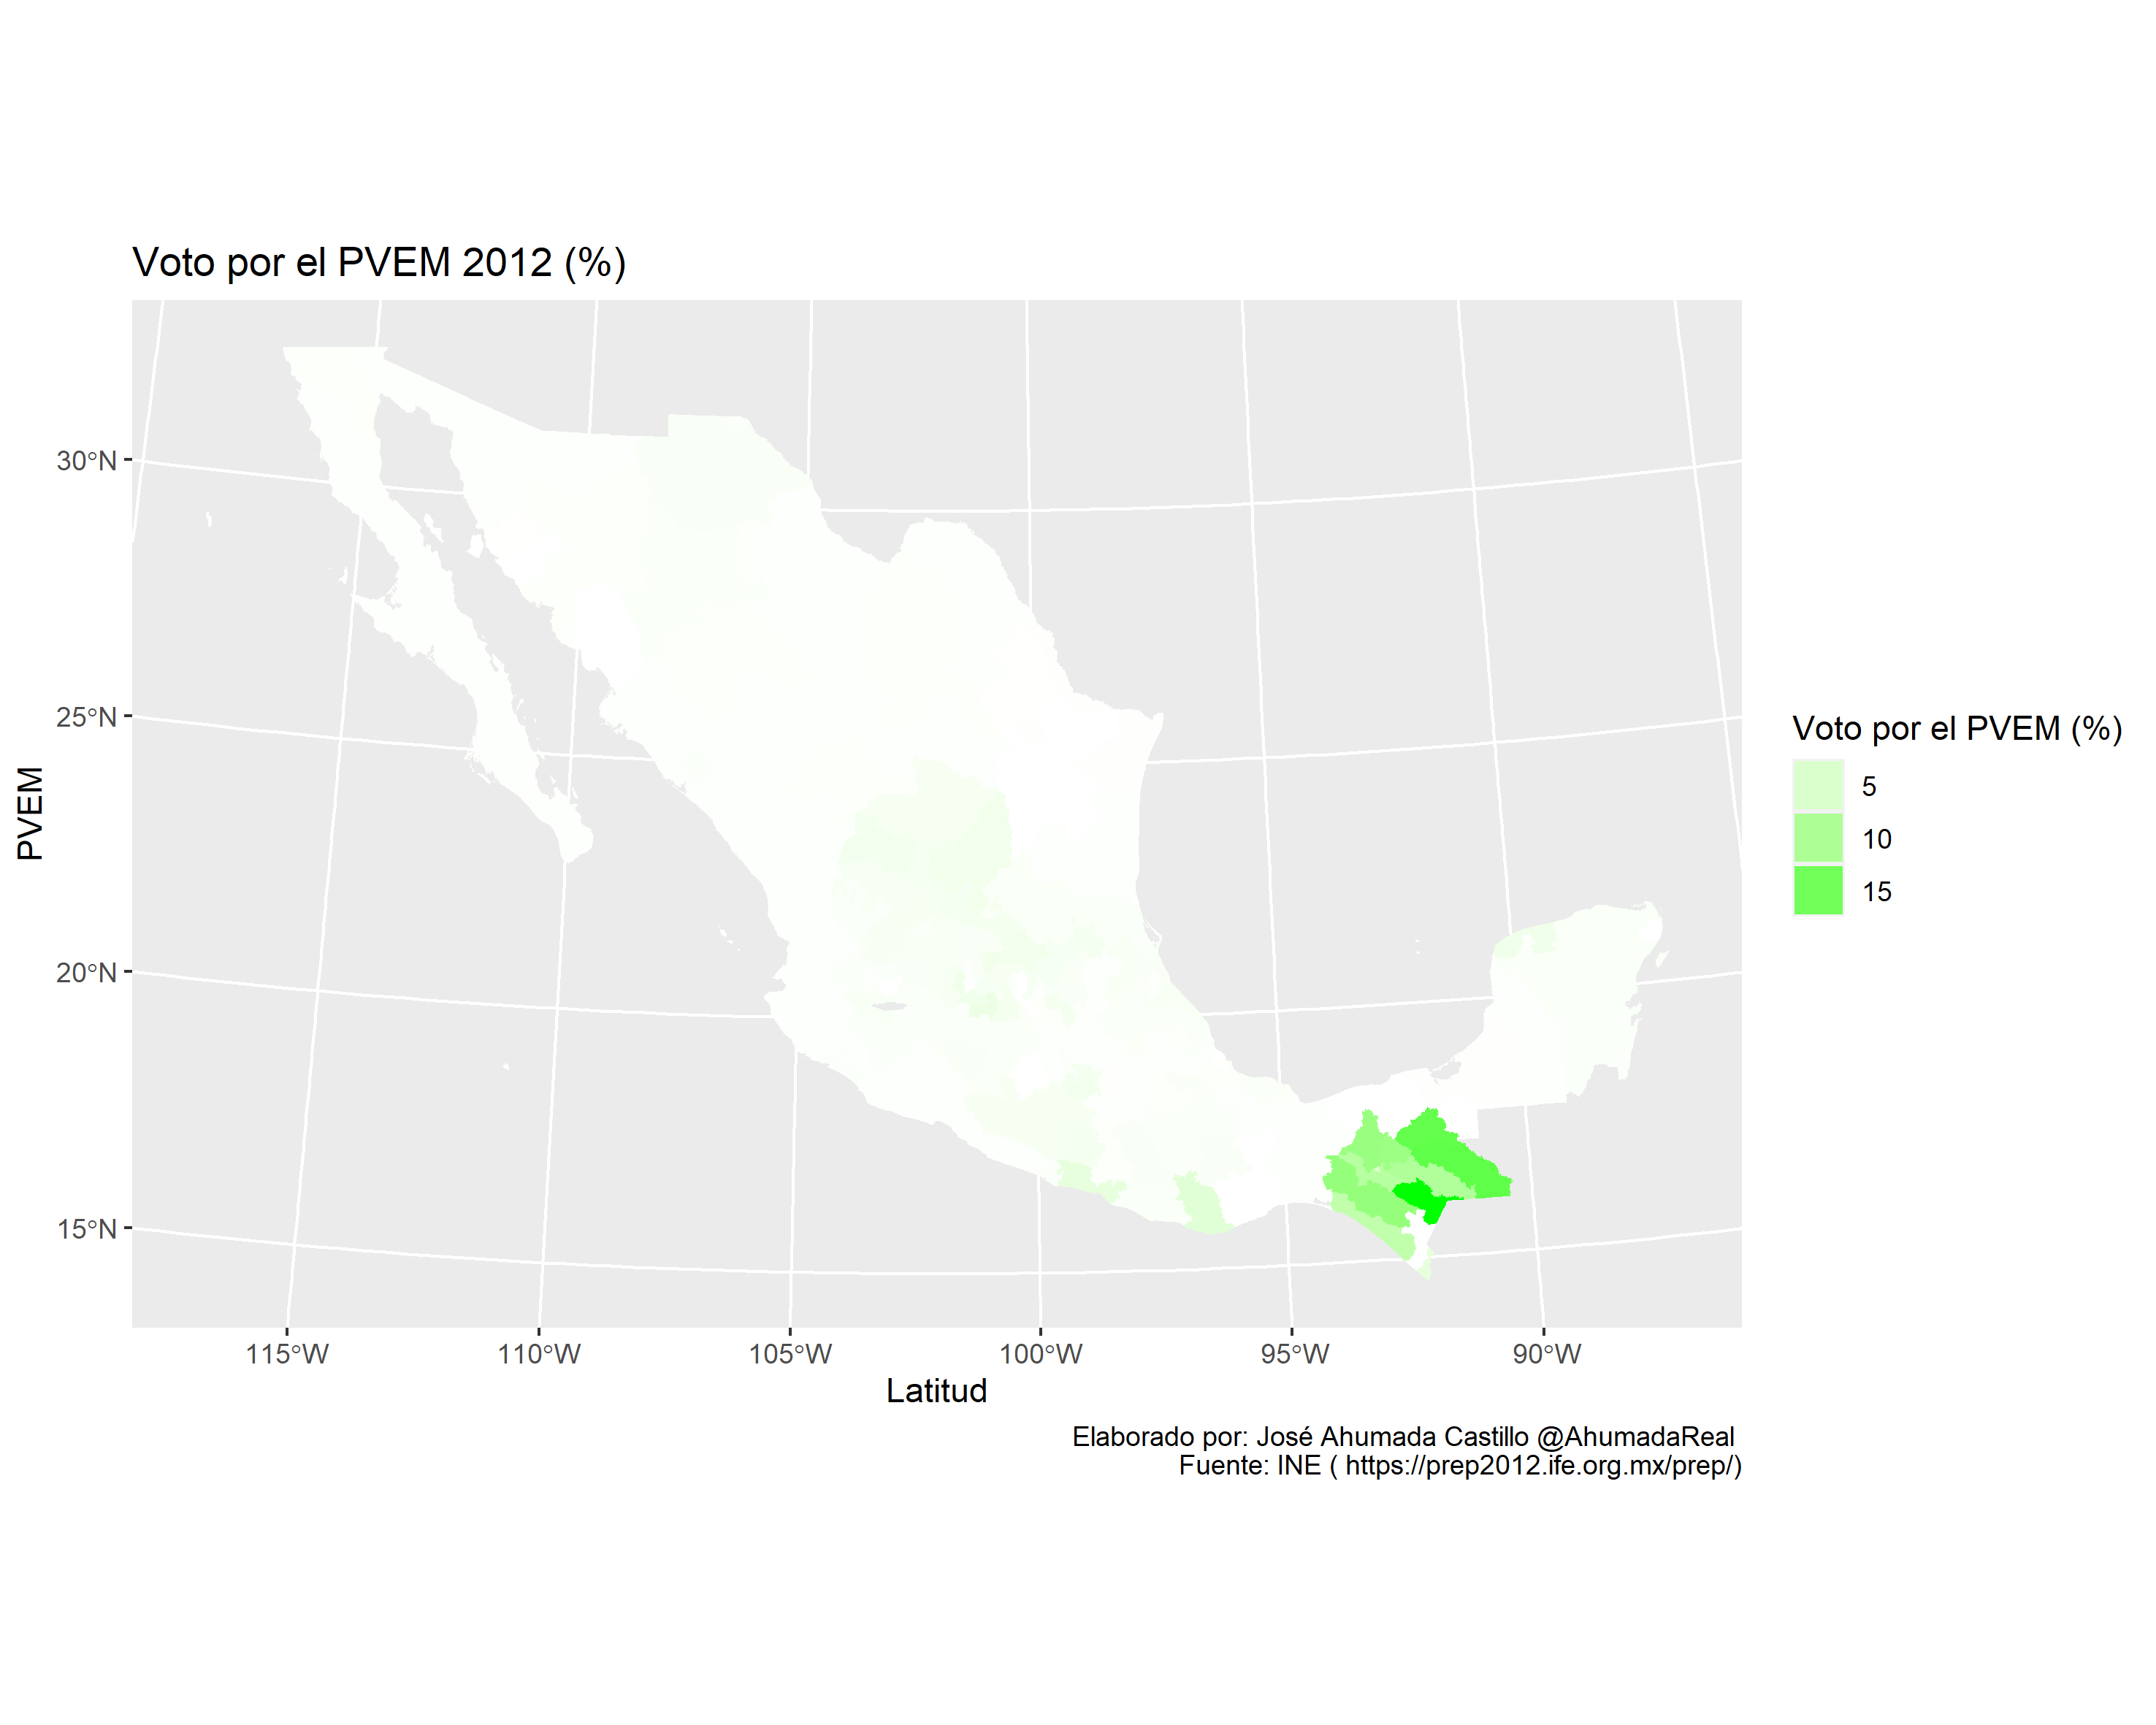 Voto por el PVEM 2012 (%)
30°N
25°N
20°N
15°N
PVEM
115°W
110°W
105°W
100°W
95°W
90°W
Latitud
Voto por el PVEM (%)
5
10
15
Elaborado por: José Ahumada Castillo @AhumadaReal
Fuente: INE ( https://prep2012.ife.org.mx/prep/)